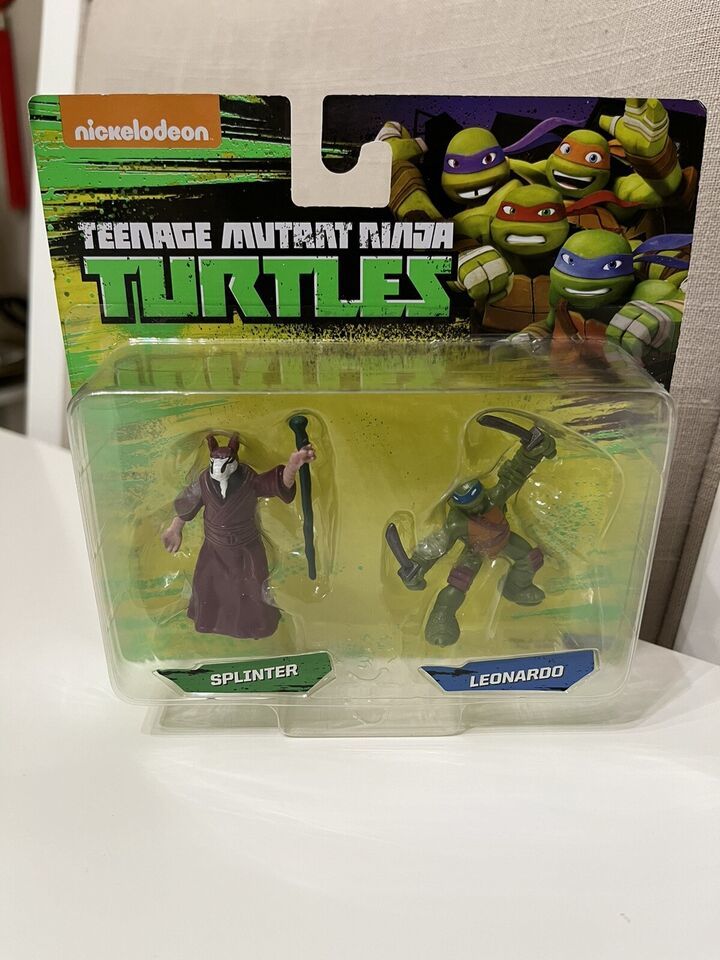 nickelodeon
TEENAGE MUTANT NINJA
TURTLES
SPLINTER
LEONARDO